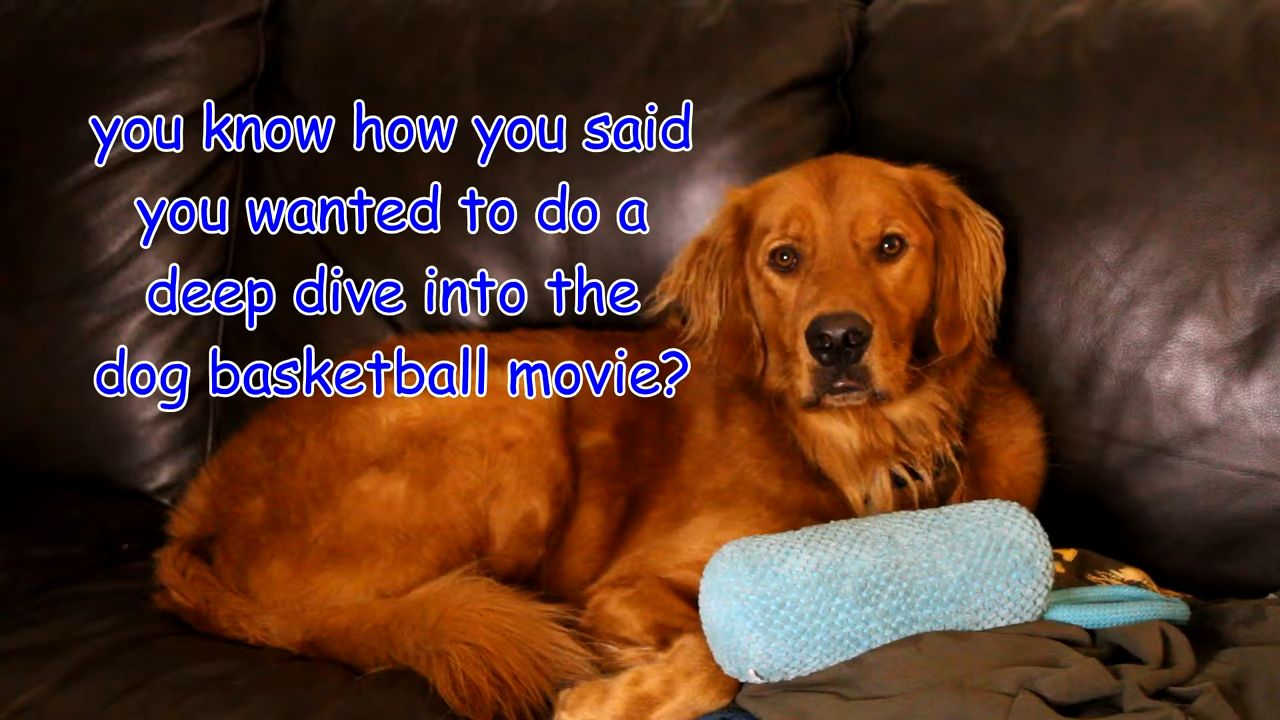 you know how you said
you wanted to do a
deep dive into the
dog basketball movie?